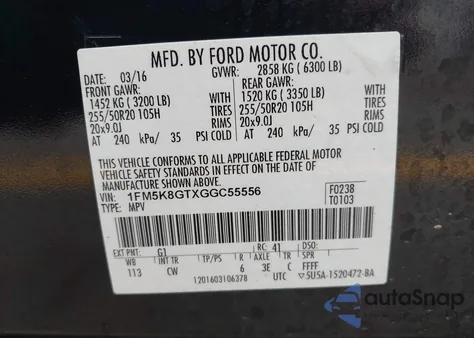 MFD. BY FORD MOTOR CO.
DATE: 03/16 GVWR: 2858 KG (6300 LB)
FRONT GAWR: REAR GAWR:
1452 KG (3200 LB) 1520 KG (3350 LB)
255/50R20 105H TIRES 255/50R20 105H TIRES
20x9.0J RIMS 20x9.0J RIMS
AT 240 kPa/ 35 PSI COLD AT 240 kPa/ 35 PSI COLD
THIS VEHICLE CONFORMS TO ALL APPLICABLE FEDERAL MOTOR
VEHICLE SAFETY STANDARDS, BUMPER, AND THEFT PREVENTION
STANDARDS IN EFFECT ON THE DATE OF
MANUFACTURE SHOWN ABOVE.
VIN: 1FM5K8GTXGGC55556 F0238
TYPE: MPV T0103
EXT PNT: G1 RC: 41 DSO:
WB INT TR TP/PS R AXLE TR SPR
113 CW 6 3E C FFFF
1201603106378 UTC 5U5A-1520472-BA
autoSnap